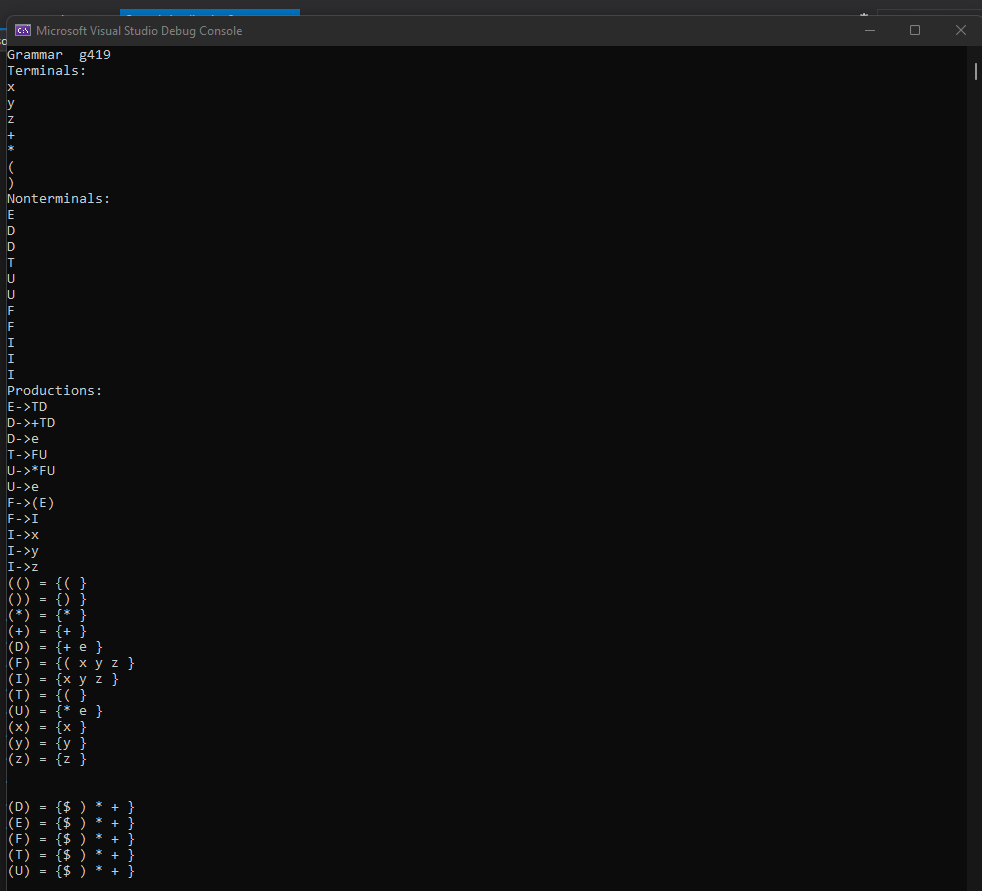 Microsoft Visual Studio Debug Console
Grammar  g419
Terminals:
x
y
z
+
*
(
)
Nonterminals:
E
D
D
T
U
U
F
F
I
I
I
Productions:
E->TD
D->+TD
D->e
T->FU
U->*FU
U->e
F->(E)
F->I
I->x
I->y
I->z
(() = {( }
()) = {) }
(*) = {* }
(+) = {+ }
(D) = {+ e }
(F) = {( x y z }
(I) = {x y z }
(T) = {( }
(U) = {* e }
(x) = {x }
(y) = {y }
(z) = {z }
(D) = {$ ) * + }
(E) = {$ ) * + }
(F) = {$ ) * + }
(T) = {$ ) * + }
(U) = {$ ) * + }